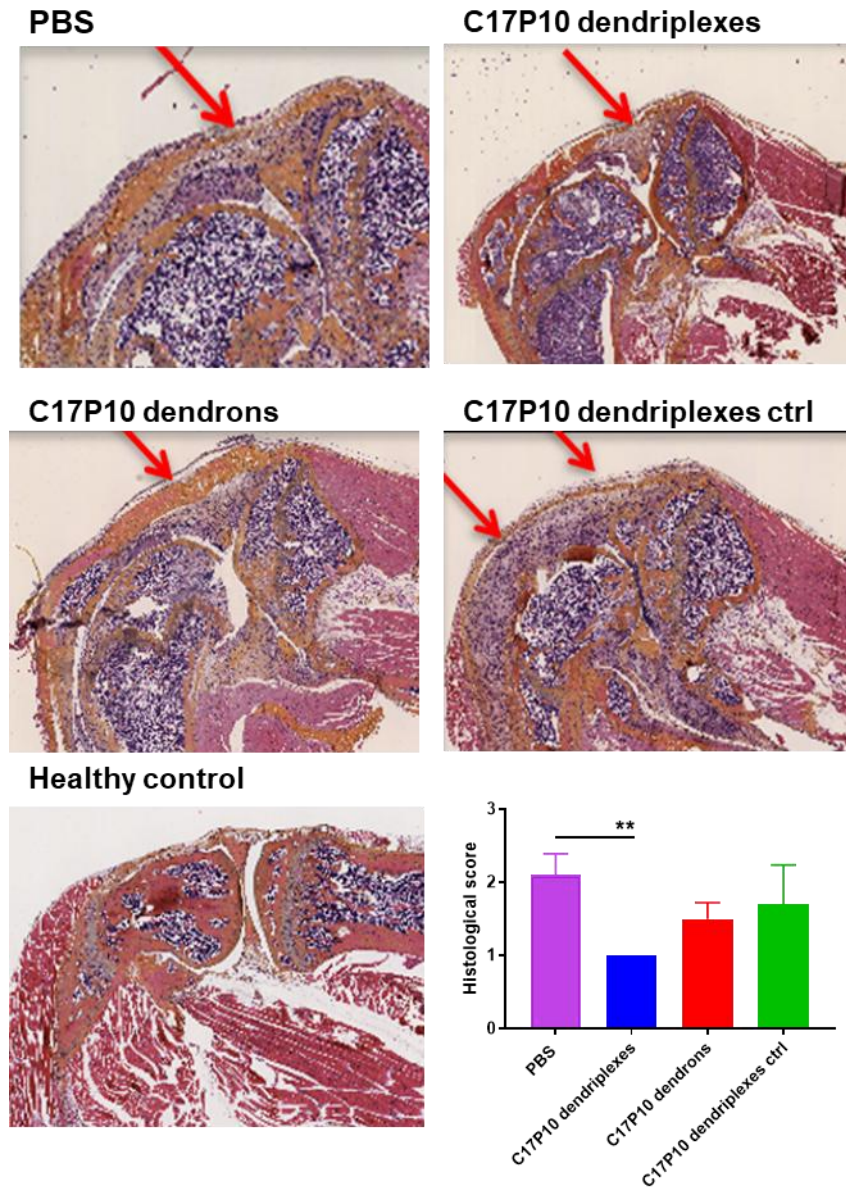 PBS
C17P10 dendriplexes
C17P10 dendrons
C17P10 dendriplexes ctrl
Healthy control
3
**
2
1
0
Histological score
PBS
C17P10 dendriplexes
C17P10 dendrons
C17P10 dendriplexes ctrl